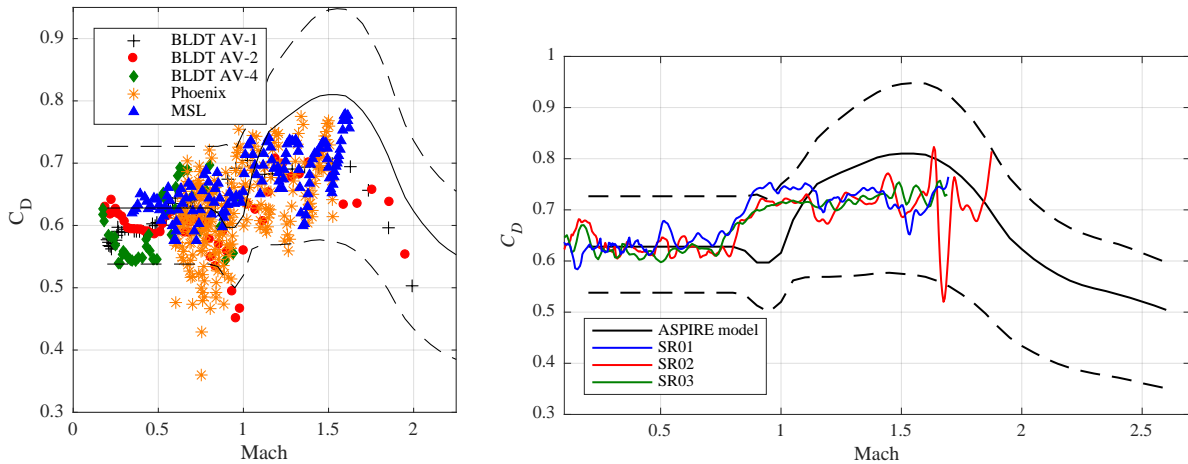 0.9
0.8
0.7
0.6
0.5
0.4
0.3
C_D
BLDT AV-1
BLDT AV-2
BLDT AV-4
Phoenix
MSL
0 0.5 1 1.5 2
Mach
1
0.9
0.8
0.7
0.6
0.5
0.4
0.3
C_D
ASPIRE model
SR01
SR02
SR03
0.5 1 1.5 2 2.5
Mach